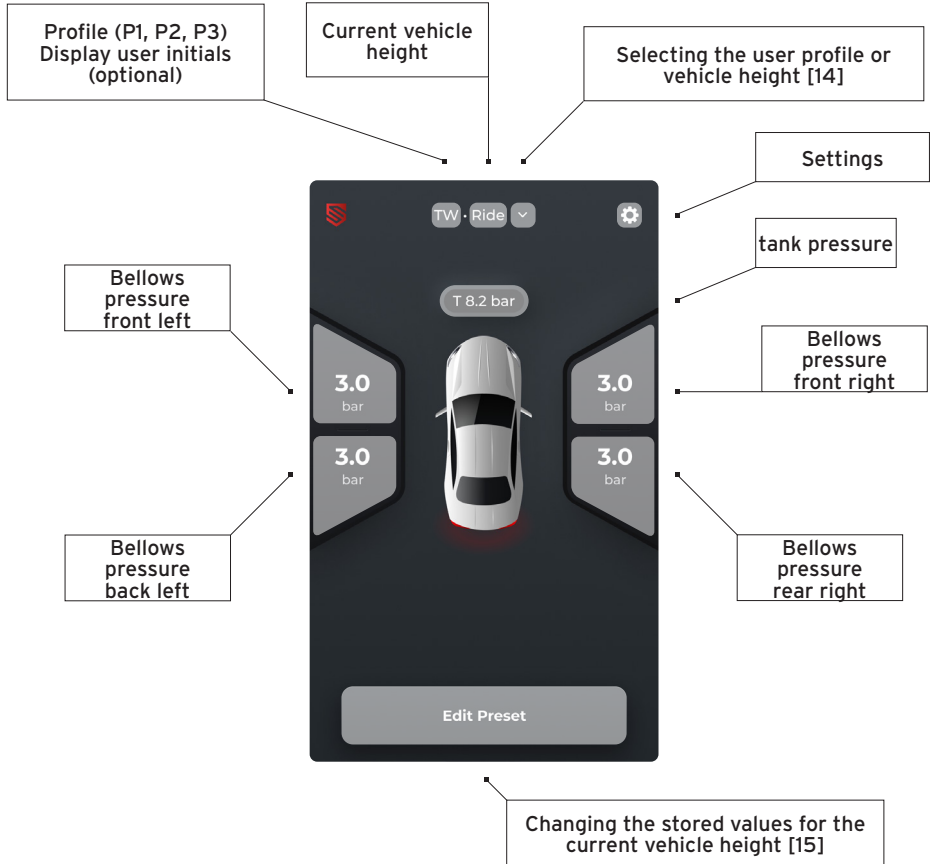 Profile (P1, P2, P3)
Display user initials
(optional)
Current vehicle
height
Selecting the user profile or
vehicle height [14]
Settings
tank pressure
TW · Ride
T 8.2 bar
Bellows
pressure
front left
Bellows
pressure
front right
3.0
bar
3.0
bar
3.0
bar
3.0
bar
Bellows
pressure
back left
Bellows
pressure
rear right
Edit Preset
Changing the stored values for the
current vehicle height [15]